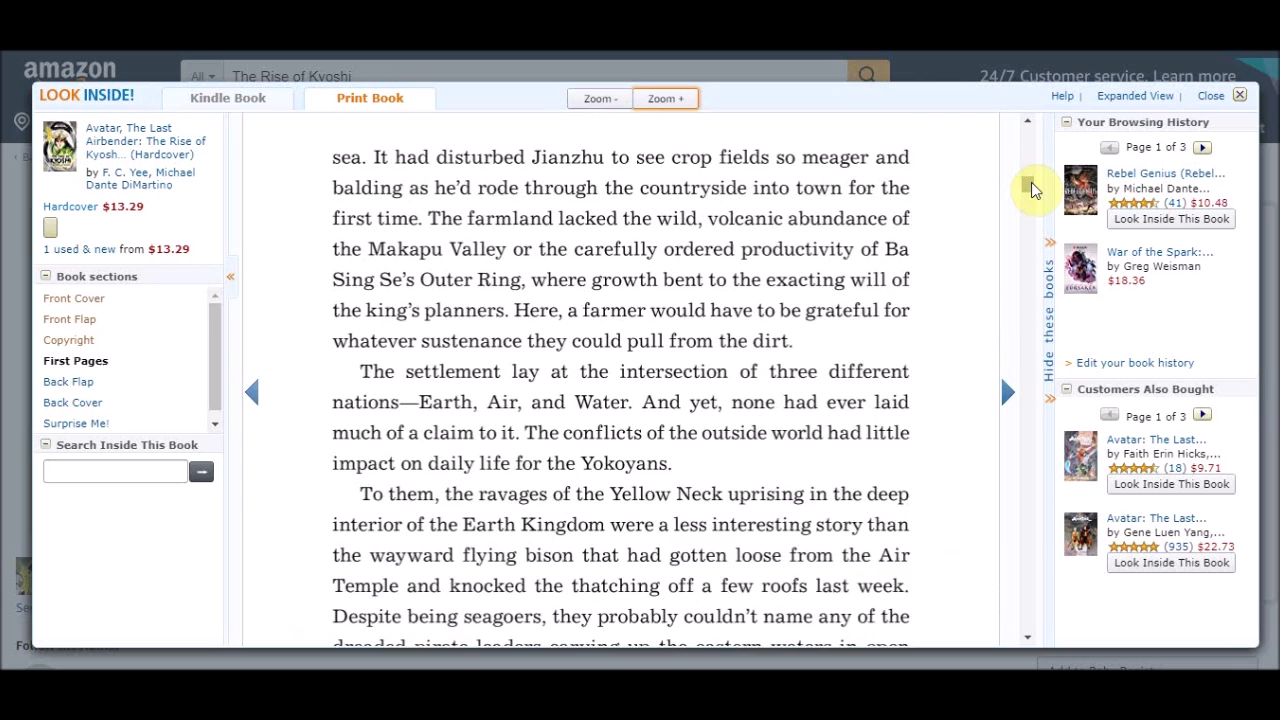 amazon
All
The Rise of Kyoshi
24/7 Customer service. Learn more
LOOK INSIDE!
Kindle Book
Print Book
Zoom -
Zoom +
Help |
Expanded View |
Close
Avatar, The Last
Airbender: The Rise of
Kyosh... (Hardcover)
by F. C. Yee, Michael
Dante DiMartino
Hardcover $13.29
1 used & new from $13.29
Book sections
Front Cover
Front Flap
Copyright
First Pages
Back Flap
Back Cover
Surprise Me!
Search Inside This Book
sea. It had disturbed Jianzhu to see crop fields so meager and
balding as he’d rode through the countryside into town for the
first time. The farmland lacked the wild, volcanic abundance of
the Makapu Valley or the carefully ordered productivity of Ba
Sing Se’s Outer Ring, where growth bent to the exacting will of
the king’s planners. Here, a farmer would have to be grateful for
whatever sustenance they could pull from the dirt.
The settlement lay at the intersection of three different
nations—Earth, Air, and Water. And yet, none had ever laid
much of a claim to it. The conflicts of the outside world had little
impact on daily life for the Yokoyans.
To them, the ravages of the Yellow Neck uprising in the deep
interior of the Earth Kingdom were a less interesting story than
the wayward flying bison that had gotten loose from the Air
Temple and knocked the thatching off a few roofs last week.
Despite being seagoers, they probably couldn’t name any of the
dreaded pirate leaders carving up the eastern waters in open
Hide these books
Your Browsing History
Page 1 of 3
Rebel Genius (Rebel...
by Michael Dante...
(41) $10.48
Look Inside This Book
War of the Spark:...
by Greg Weisman
$18.36
> Edit your book history
Customers Also Bought
Page 1 of 3
Avatar: The Last...
by Faith Erin Hicks,...
(18) $9.71
Look Inside This Book
Avatar: The Last...
by Gene Luen Yang,...
(935) $22.73
Look Inside This Book